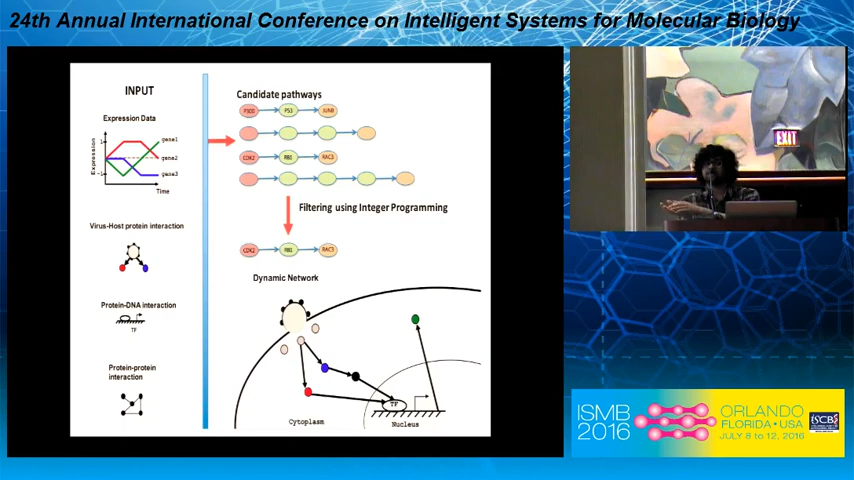 24th Annual International Conference on Intelligent Systems for Molecular Biology
INPUT
Expression Data
Expression
1
-1
gene1
gene2
gene3
Time
Virus-Host protein interaction
Protein-DNA interaction
TF
Protein-protein
interaction
Candidate pathways
P53
JUNB
CDK2
RB1
RAC3
Filtering using Integer Programming
CDK2
RB1
RAC3
Dynamic Network
TF
Cytoplasm
Nucleus
EXIT
ISMB
2016
ORLANDO
FLORIDA • USA
JULY 8 to 12, 2016
ISCB